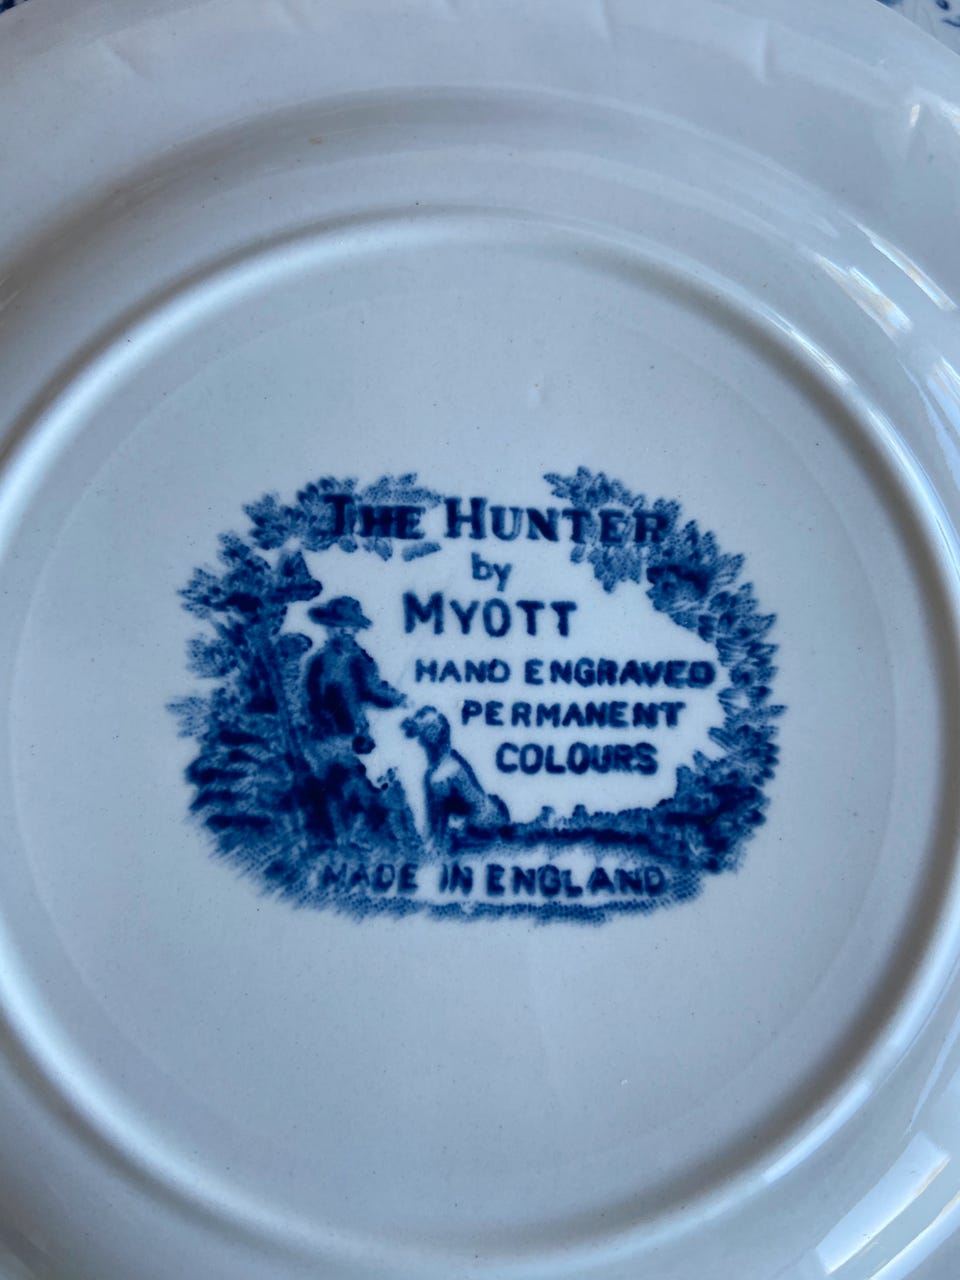 THE HUNTER
by
MYOTT
HAND ENGRAVED
PERMANENT
COLOURS
MADE IN ENGLAND